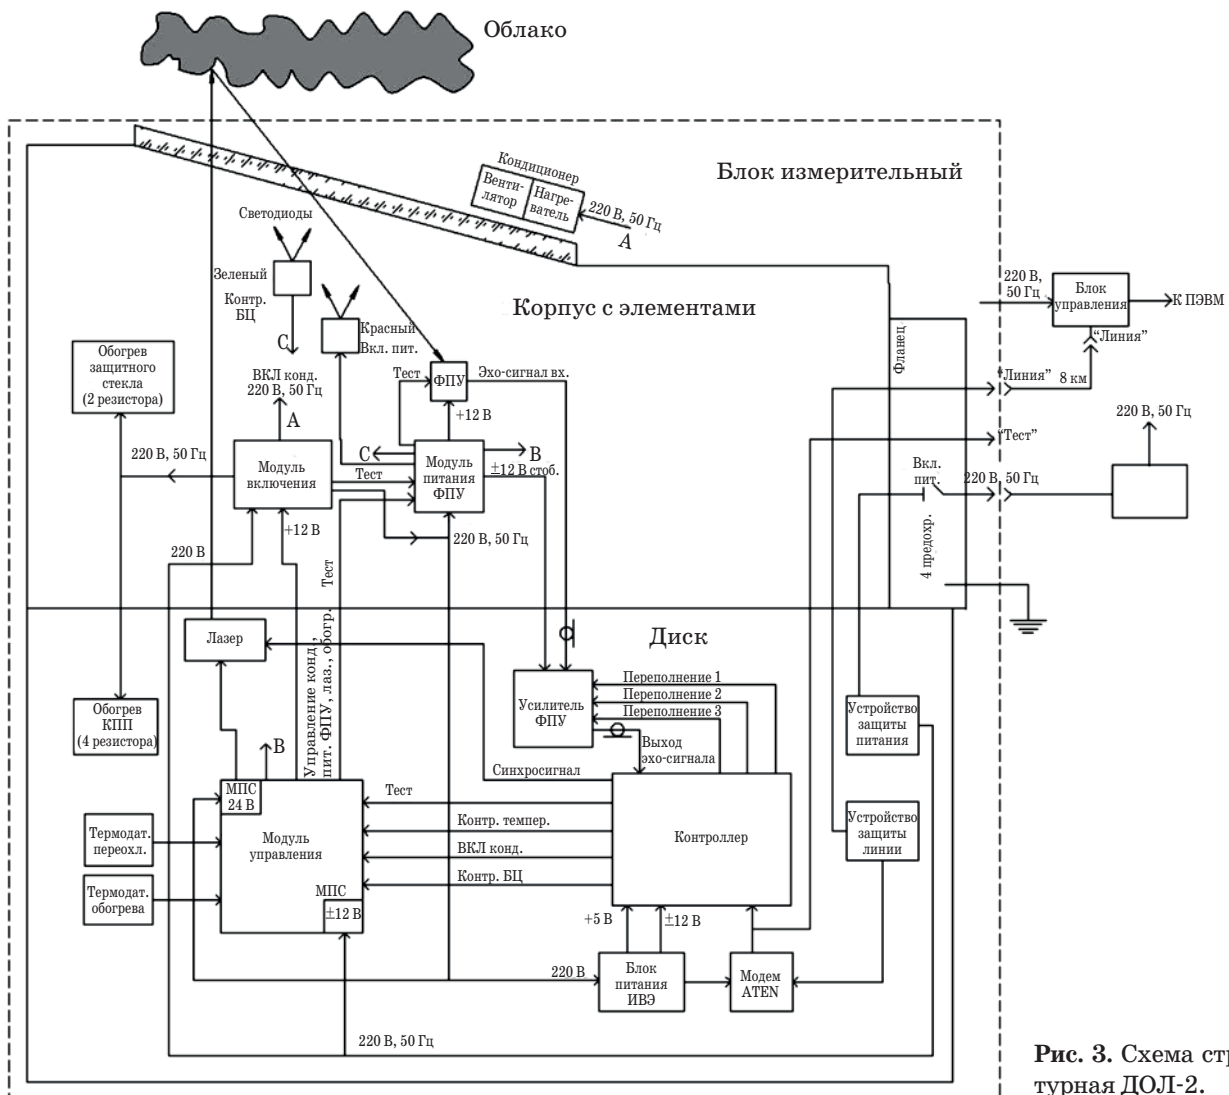 Облако
Блок измерительный
Кондиционер
Венти-
лятор
Нагре-
ватель
220 В, 50 Гц
А
Светодиоды
Зеленый
Контр.
БЦ
С
Корпус с элементами
Красный
Вкл. пит.
220 В,
50 Гц
Блок
управления
К ПЭВМ
"Линия"
Фланец
"Линия"
8 км
Обогрев
защитного
стекла
(2 резистора)
ВКЛ конд.
220 В, 50 Гц
А
Тест
ФПУ
Эхо-сигнал вх.
+12 В
220 В, 50 Гц
"Тест"
220 В, 50 Гц
Модуль
включения
Тест
С
Модуль
питания
ФПУ
В
±12 В стоб.
Вкл.
пит.
220 В, 50 Гц
+12 В
220 В
220 В, 50 Гц
Тест
4 предохр.
Лазер
Диск
Управление конд.,
пит. ФПУ, лаз., обогр.
Обогрев
КПП
(4 резистора)
В
Усилитель
ФПУ
Переполнение 1
Переполнение 2
Переполнение 3
Выход
эхо-сигнала
Синхросигнал
Устройство
защиты
питания
МПС
24 В
Модуль
управления
МПС
±12 В
Термодат.
переохл.
Термодат.
обогрева
Тест
Контр. темпер.
ВКЛ конд.
Контр. БЦ
Контроллер
Устройство
защиты
линии
+5 В
±12 В
220 В
Блок
питания
ИВЭ
Модем
ATEN
220 В, 50 Гц
Рис. 3. Схема стр
турная ДОЛ-2.